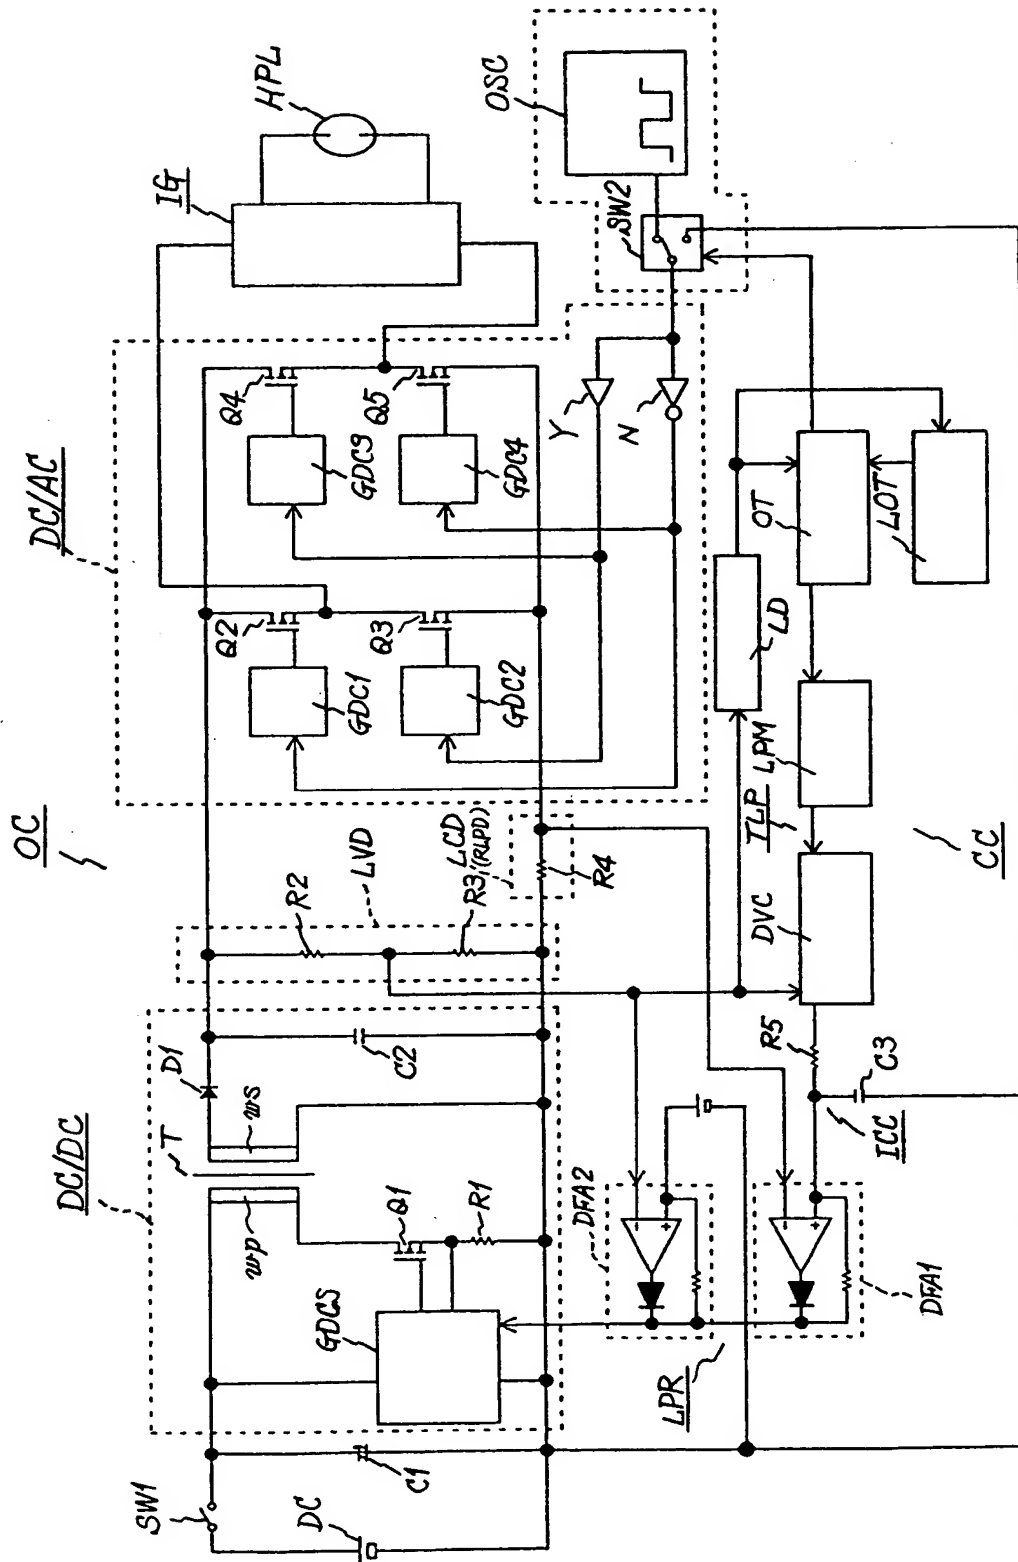 OC
DC/DC
DC/AC
SW1
DC
C1
GDCS
wp
T
ws
D1
Q1
R1
C2
LVD
R2
R3
LCD
(RLPD)
R4
Q2
GDC1
Q3
GDC2
Q4
GDC3
Q5
GDC4
Y
N
IG
HPL
OSC
SW2
LPR
DFA2
DFA1
ICC
C3
R5
DVC
TLP
LPM
LD
OT
LOT
CC